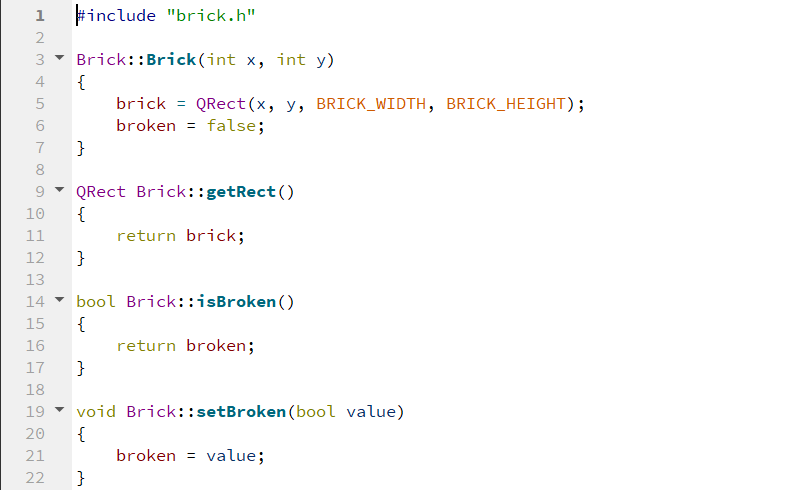 1 #include "brick.h"
2
3 Brick::Brick(int x, int y)
4 {
5     brick = QRect(x, y, BRICK_WIDTH, BRICK_HEIGHT);
6     broken = false;
7 }
8
9 QRect Brick::getRect()
10 {
11     return brick;
12 }
13
14 bool Brick::isBroken()
15 {
16     return broken;
17 }
18
19 void Brick::setBroken(bool value)
20 {
21     broken = value;
22 }